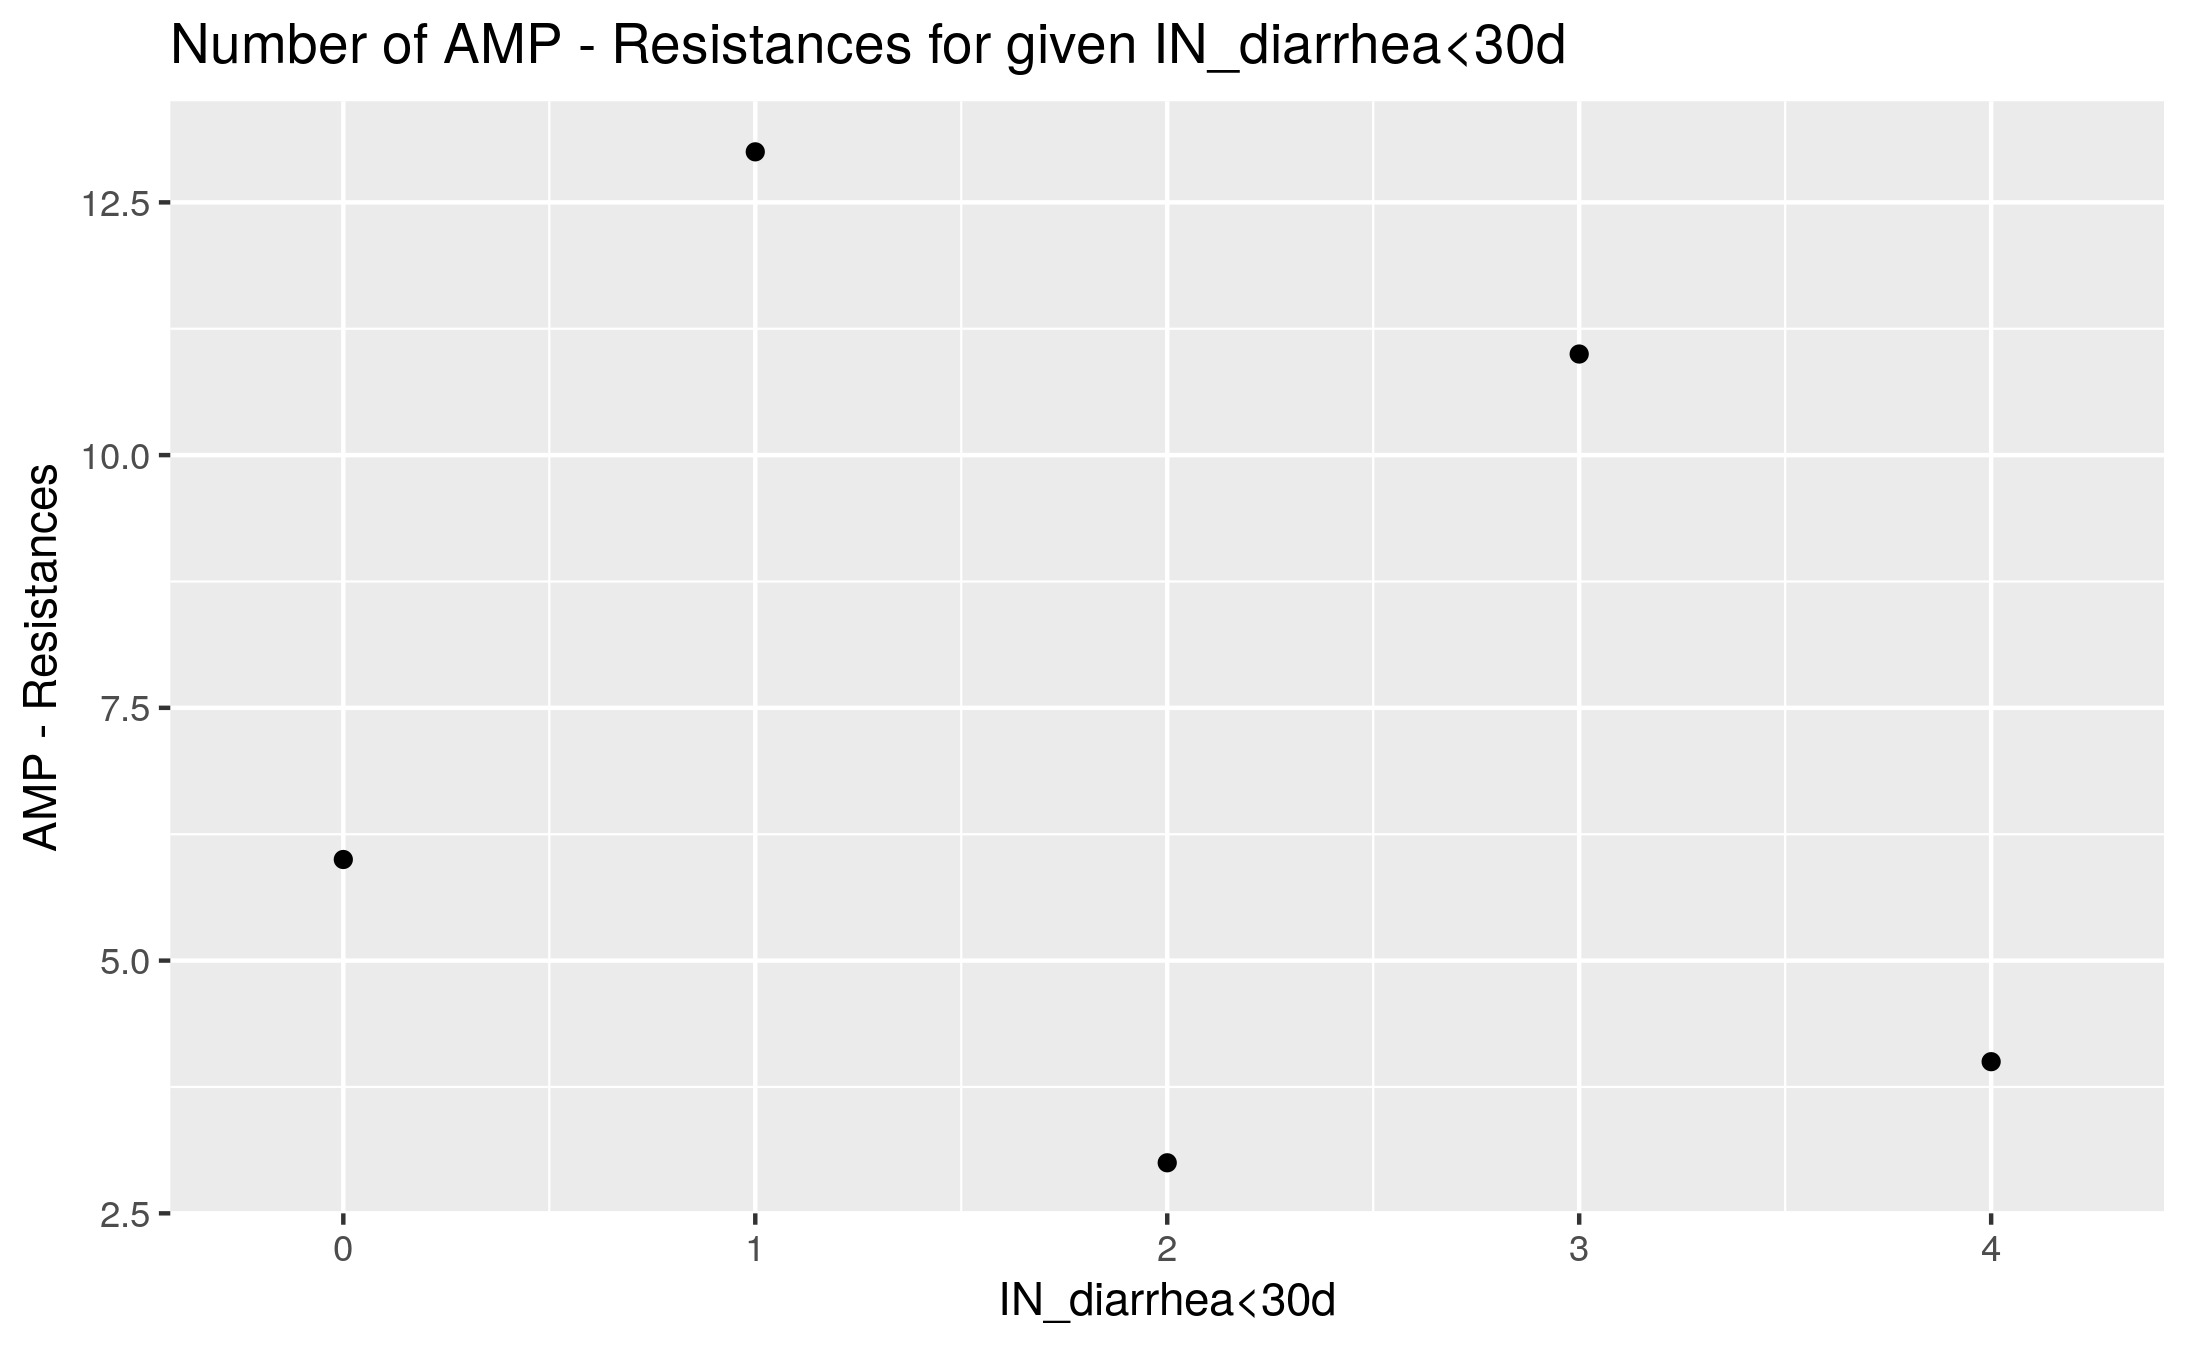 Number of AMP - Resistances for given IN_diarrhea<30d
AMP - Resistances
12.5
10.0
7.5
5.0
2.5
0 1 2 3 4
IN_diarrhea<30d